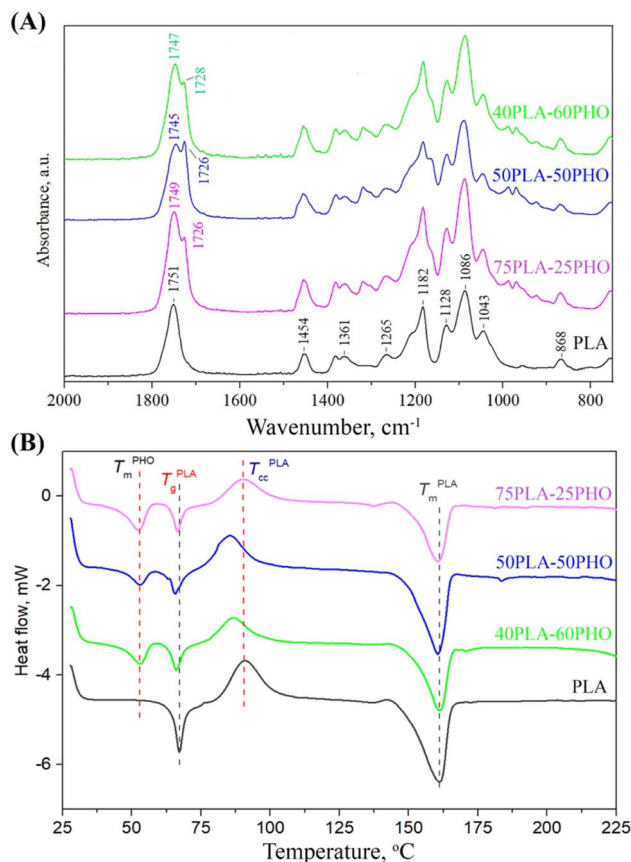 (A)
1747
1728
40PLA-60PHO
1745
1726
50PLA-50PHO
1749
1726
75PLA-25PHO
1751
1454
1361
1265
1182
1128
1086
1043
868
PLA
Absorbance, a.u.
2000 1800 1600 1400 1200 1000 800
Wavenumber, cm⁻¹
(B)
Tm PHO
Tg PLA
Tcc PLA
Tm PLA
75PLA-25PHO
50PLA-50PHO
40PLA-60PHO
PLA
0
-2
-4
-6
Heat flow, mW
25 50 75 100 125 150 175 200 225
Temperature, °C